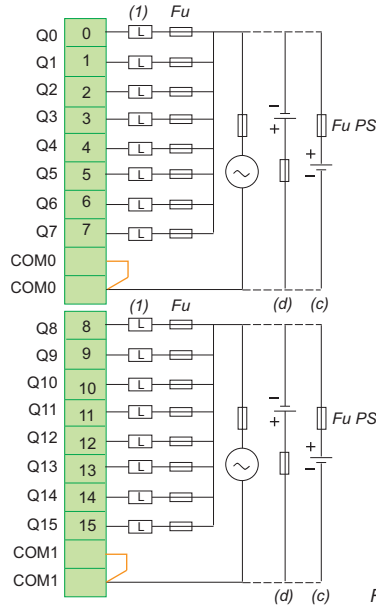 (1) Fu
Q0 0 L
Q1 1 L
Q2 2 L
Q3 3 L
Fu PS
Q4 4 L
Q5 5 L
Q6 6 L
Q7 7 L
COM0
COM0
(d) (c)
(1) Fu
Q8 8 L
Q9 9 L
Q10 10 L
Q11 11 L
Fu PS
Q12 12 L
Q13 13 L
Q14 14 L
Q15 15 L
COM1
COM1
(d) (c)